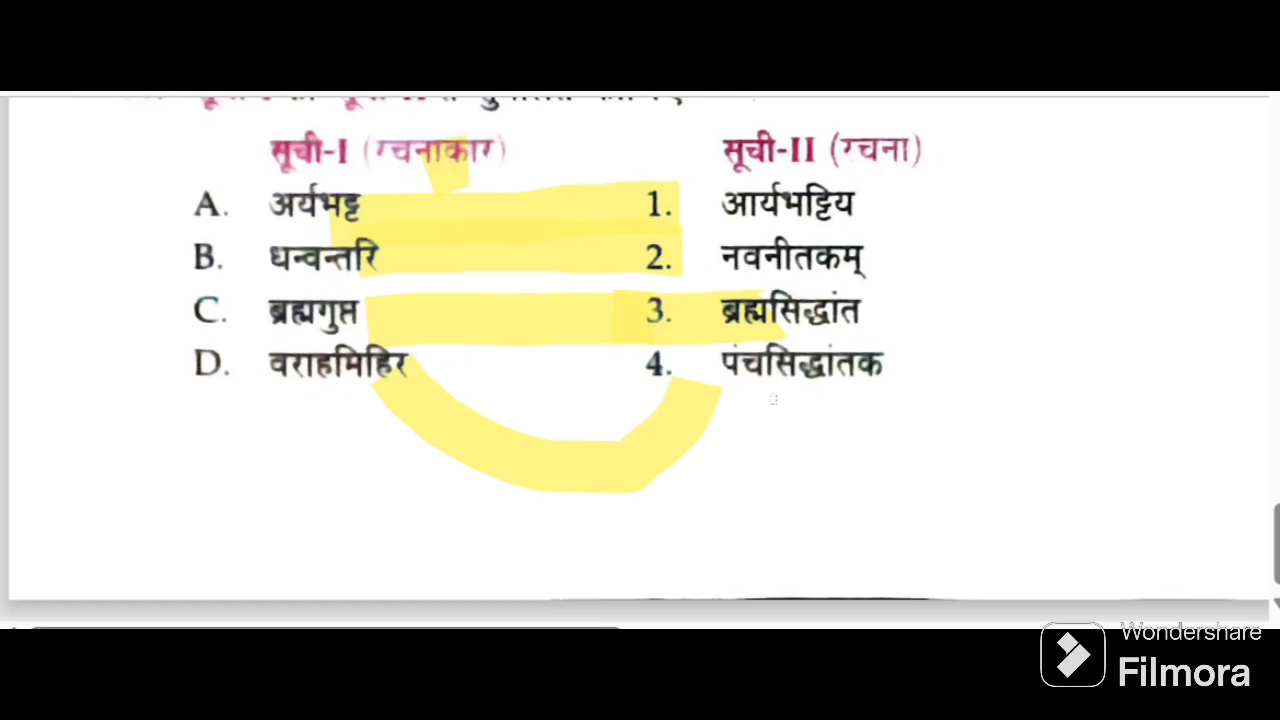 सूची-I (रचनाकार) सूची-II (रचना)
A. अर्यभट्ट 1. आर्यभट्टिय
B. धन्वन्तरि 2. नवनीतकम्
C. ब्रह्मगुप्त 3. ब्रह्मसिद्धांत
D. वराहमिहिर 4. पंचसिद्धांतक
Wondershare
Filmora